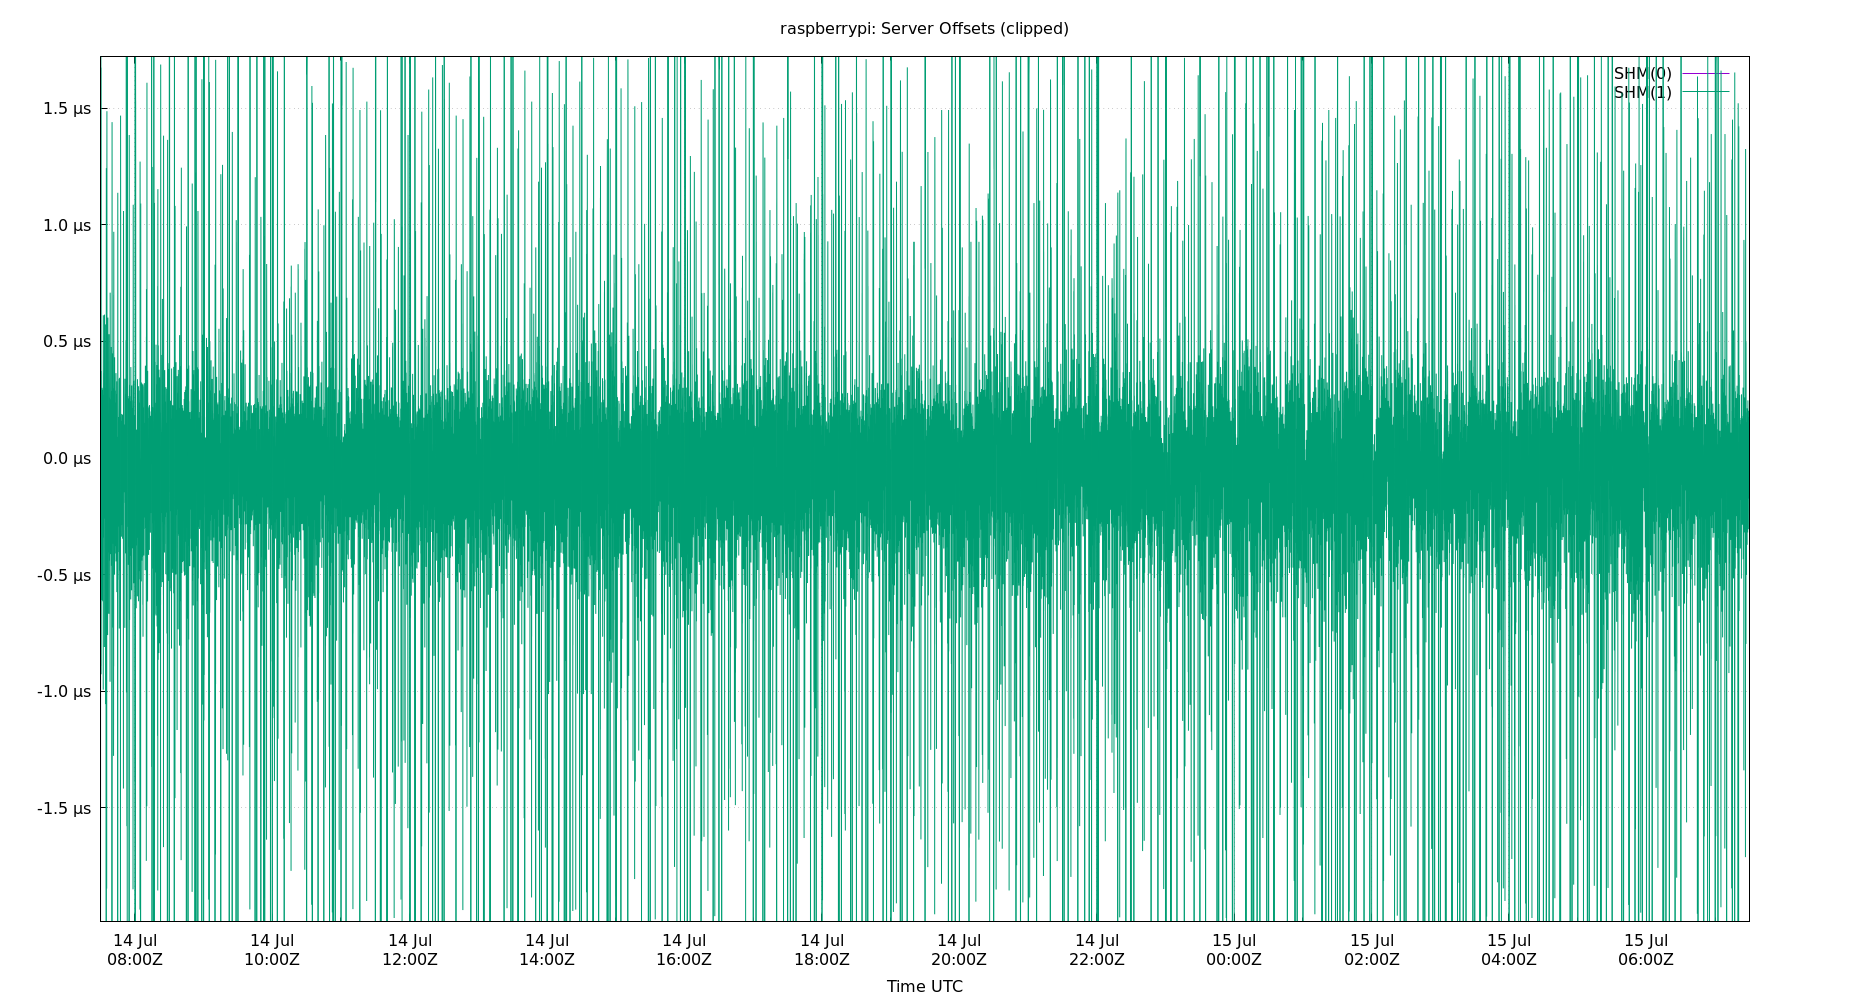 raspberrypi: Server Offsets (clipped)
SHM(0)
SHM(1)
1.5 µs
1.0 µs
0.5 µs
0.0 µs
-0.5 µs
-1.0 µs
-1.5 µs
14 Jul 14 Jul 14 Jul 14 Jul 14 Jul 14 Jul 14 Jul 14 Jul 15 Jul 15 Jul 15 Jul 15 Jul
08:00Z 10:00Z 12:00Z 14:00Z 16:00Z 18:00Z 20:00Z 22:00Z 00:00Z 02:00Z 04:00Z 06:00Z
Time UTC